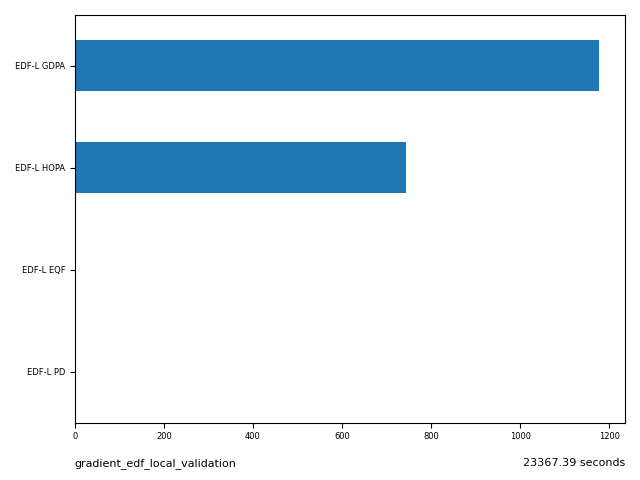 EDF-L GDPA
EDF-L HOPA
EDF-L EQF
EDF-L PD
0 200 400 600 800 1000 1200
gradient_edf_local_validation 23367.39 seconds